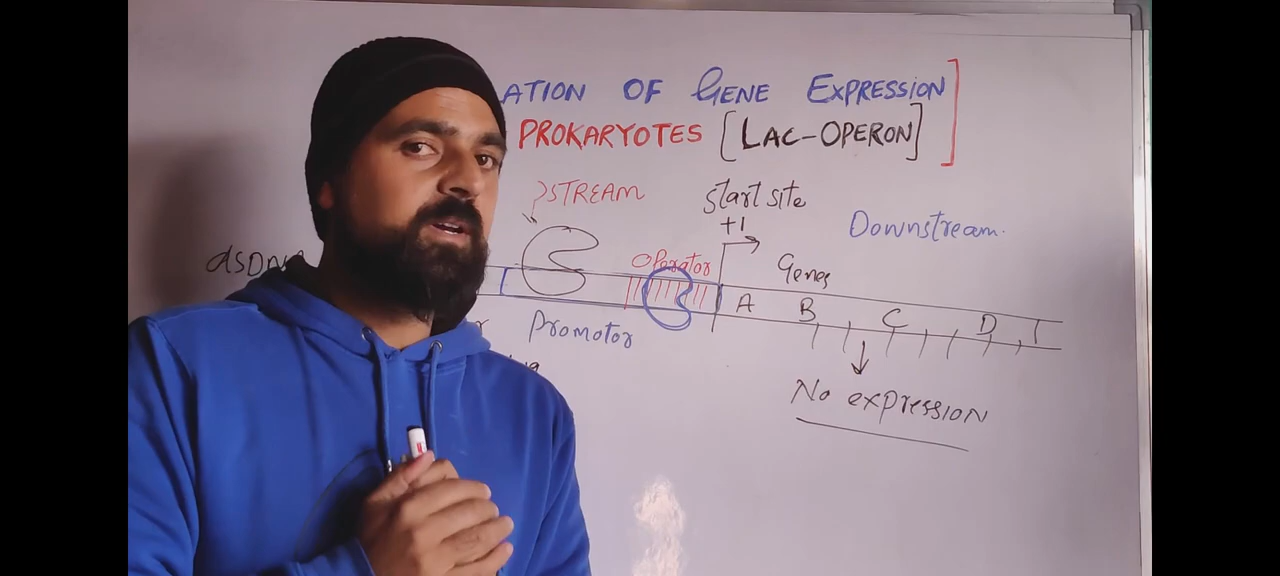 ATION OF GENE EXPRESSION
PROKARYOTES [LAC-OPERON]
STREAM
Start site
+1
Downstream.
dsDNA
Operator
Genes
A B C D
Promotor
No expression